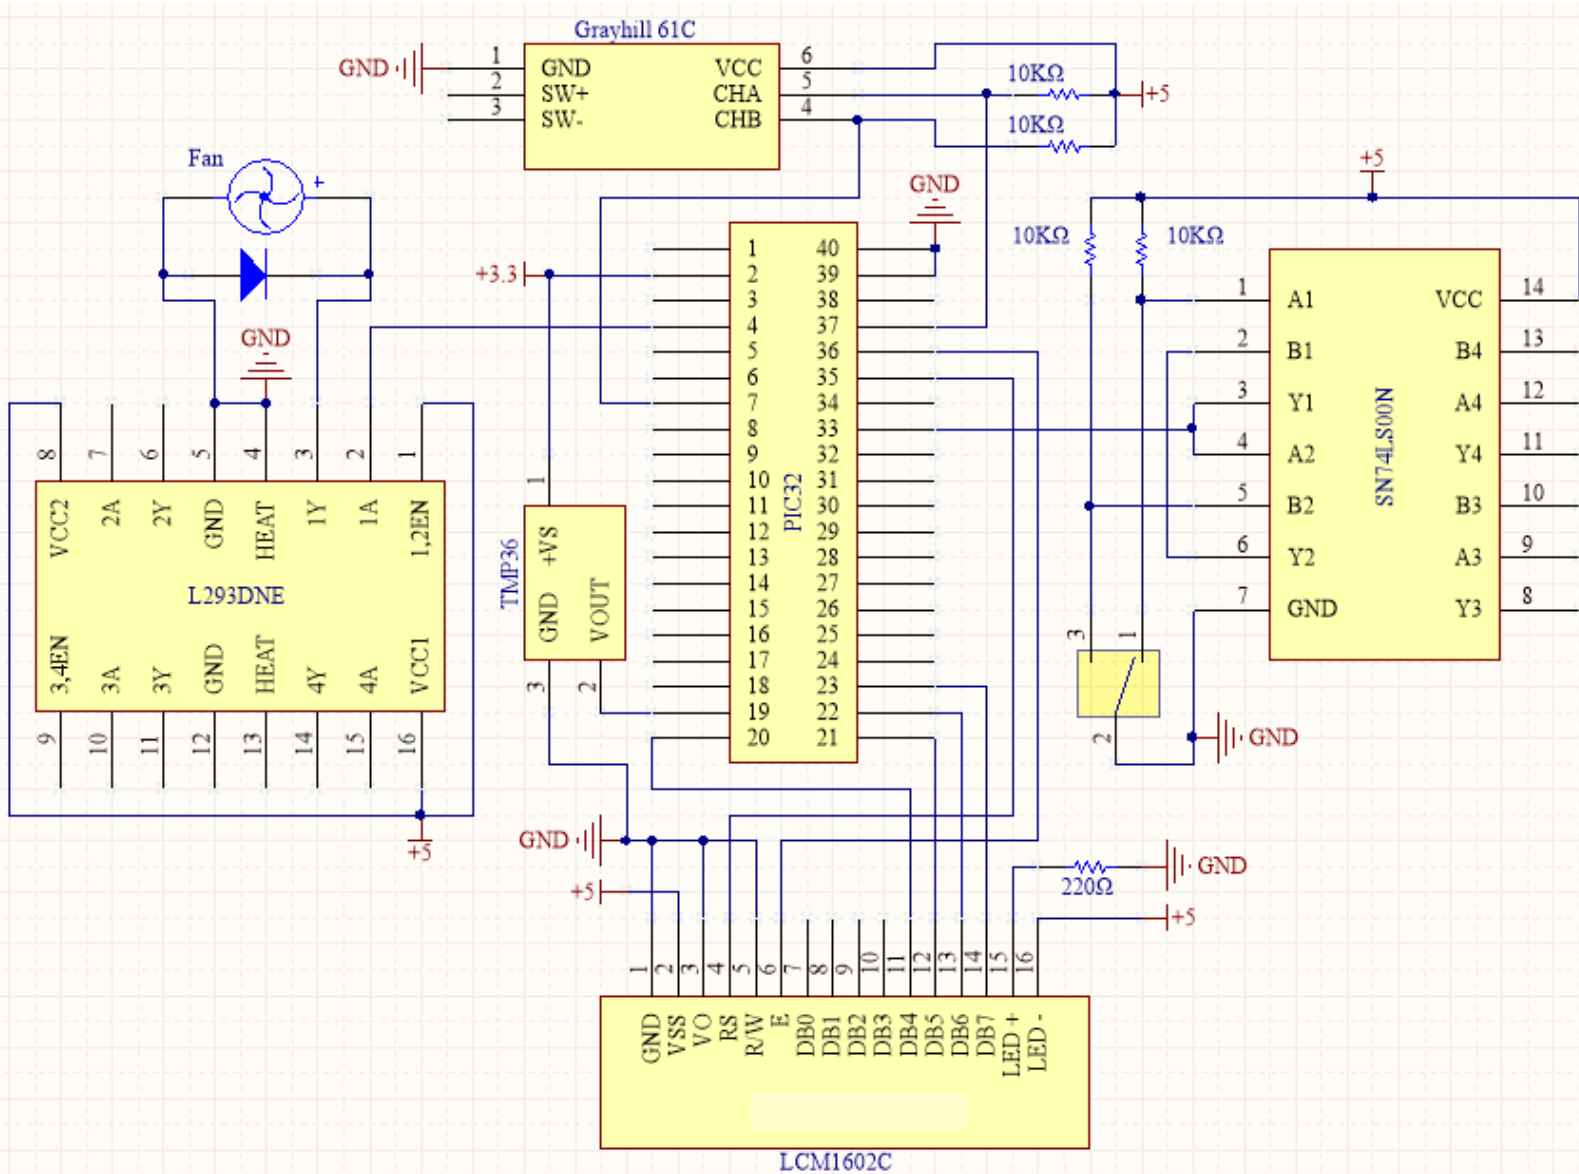 Grayhill 61C
GND 1 GND VCC 6
2 SW+ CHA 5 10KΩ +5
3 SW- CHB 4 10KΩ
Fan +
GND
+5
10KΩ 10KΩ
+3.3
GND
PIC32
1 40
2 39
3 38
4 37
5 36
6 35
7 34
8 33
9 32
10 31
11 30
12 29
13 28
14 27
15 26
16 25
17 24
18 23
19 22
20 21
SN74LS00N
1 A1 VCC 14
2 B1 B4 13
3 Y1 A4 12
4 A2 Y4 11
5 B2 B3 10
6 Y2 A3 9
7 GND Y3 8
8 7 6 5 4 3 2 1
VCC2 2A 2Y GND HEAT 1Y 1A 1,2EN
L293DNE
3,4EN 3A 3Y GND HEAT 4Y 4A VCC1
9 10 11 12 13 14 15 16
+5
TMP36
1
+VS
GND VOUT
3 2
3 1
2
GND
GND
+5
220Ω GND
+5
1 2 3 4 5 6 7 8 9 10 11 12 13 14 15 16
GND VSS VO RS R/W E DB0 DB1 DB2 DB3 DB4 DB5 DB6 DB7 LED + LED -
LCM1602C